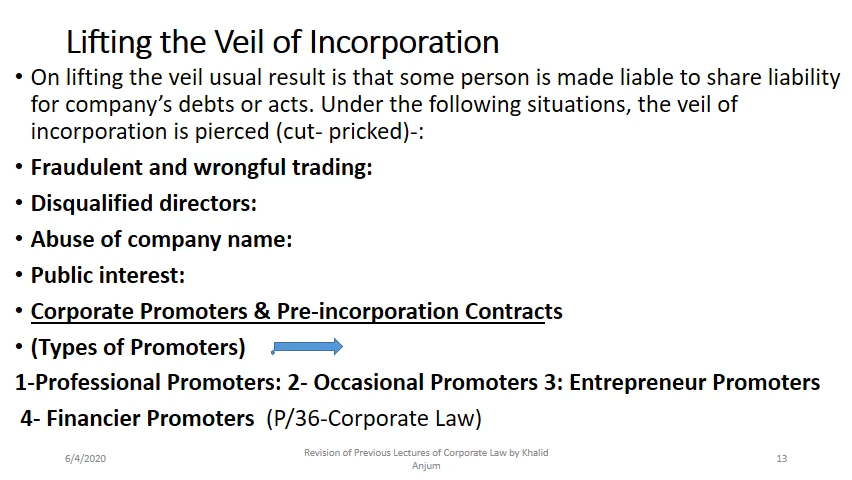 Lifting the Veil of Incorporation
• On lifting the veil usual result is that some person is made liable to share liability
for company's debts or acts. Under the following situations, the veil of
incorporation is pierced (cut- pricked)-:
• Fraudulent and wrongful trading:
• Disqualified directors:
• Abuse of company name:
• Public interest:
• Corporate Promoters & Pre-incorporation Contracts
• (Types of Promoters)
1-Professional Promoters: 2- Occasional Promoters 3: Entrepreneur Promoters
4- Financier Promoters (P/36-Corporate Law)
6/4/2020
Revision of Previous Lectures of Corporate Law by Khalid
Anjum
13